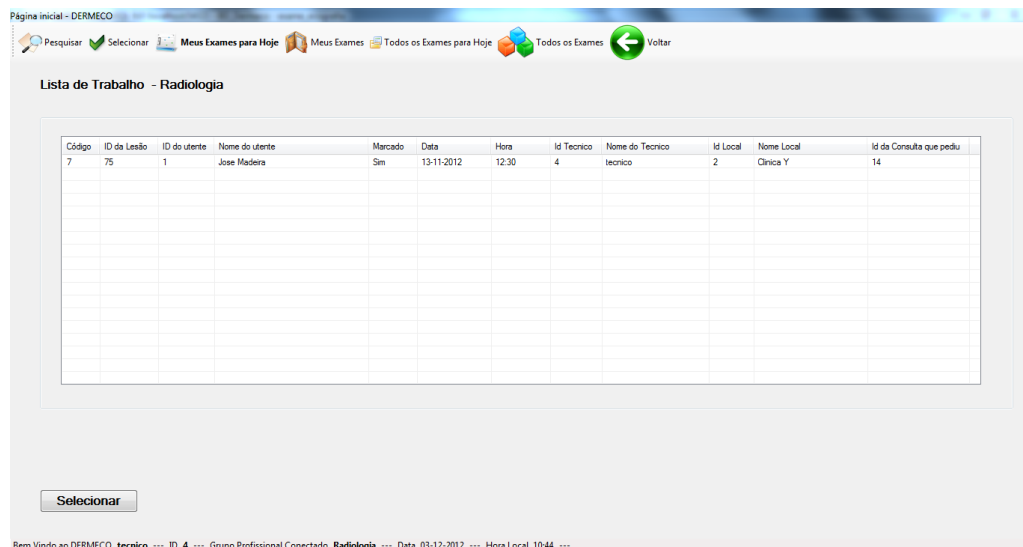 Página inicial - DERMECO
Pesquisar Selecionar Meus Exames para Hoje Meus Exames Todos os Exames para Hoje Todos os Exames Voltar
Lista de Trabalho - Radiologia
Código ID da Lesão ID do utente Nome do utente Marcado Data Hora Id Tecnico Nome do Tecnico Id Local Nome Local Id da Consulta que pediu
7 75 1 Jose Madeira Sim 13-11-2012 12:30 4 tecnico 2 Clinica Y 14
Selecionar
Bem Vindo ao DERMECO tecnico --- ID 4 --- Grupo Profissional Conectado Radiologia --- Data 03-12-2012 --- Hora Local 10:44 ---